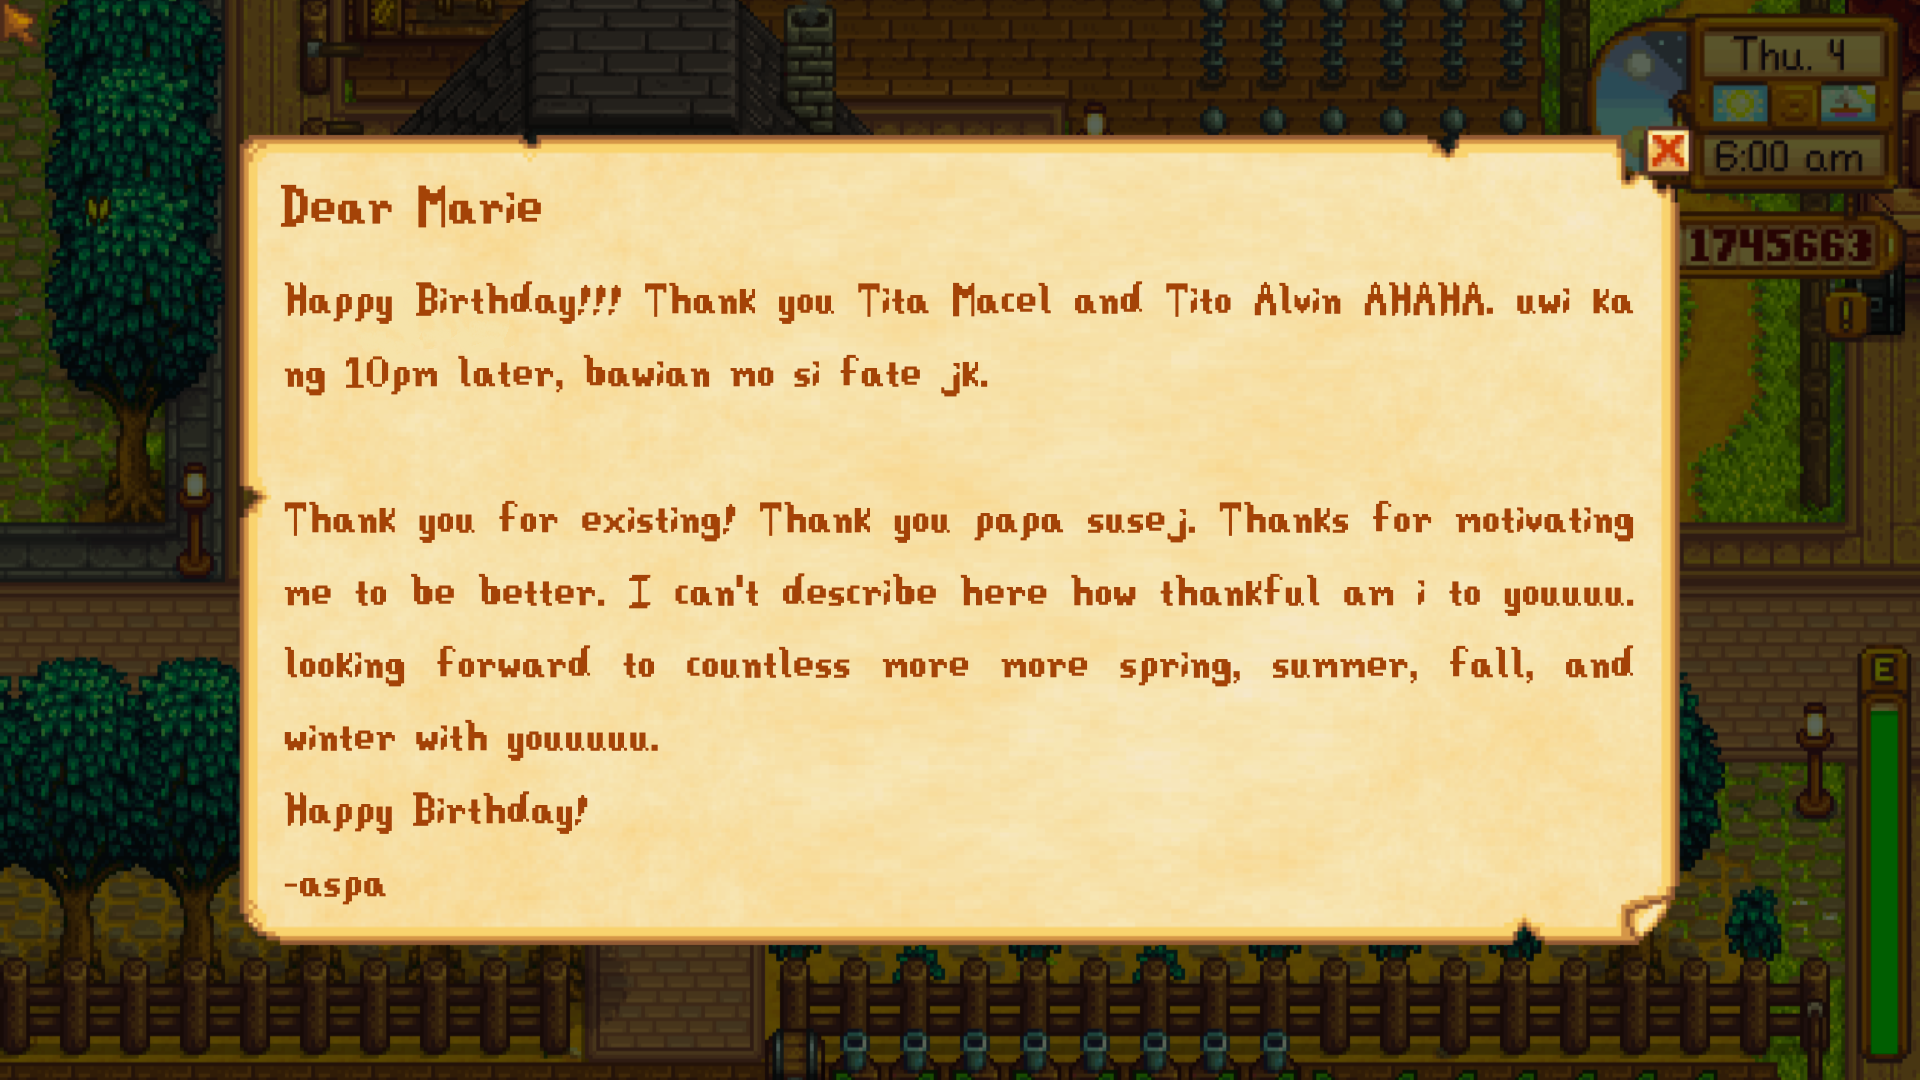 Thu. 4
6:00 am
1745663
Dear Marie
Happy Birthday!!! Thank you Tita Macel and Tito Alvin AHAHA. uwi ka
ng 10pm later, bawian mo si fate jk.
Thank you for existing! Thank you papa susej. Thanks for motivating
me to be better. I can't describe here how thankful am i to youuuu.
looking forward to countless more more spring, summer, fall, and
winter with youuuuuu.
Happy Birthday!
-aspa
E